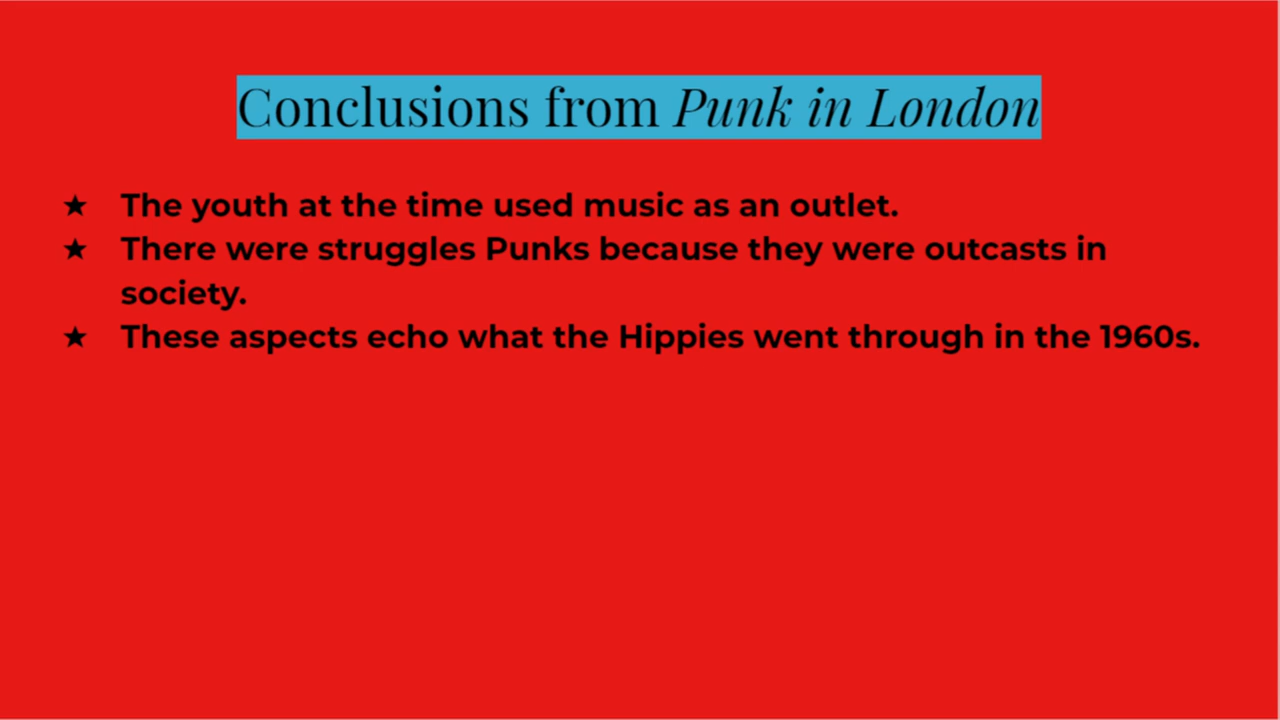 Conclusions from Punk in London
★ The youth at the time used music as an outlet.
★ There were struggles Punks because they were outcasts in
society.
★ These aspects echo what the Hippies went through in the 1960s.